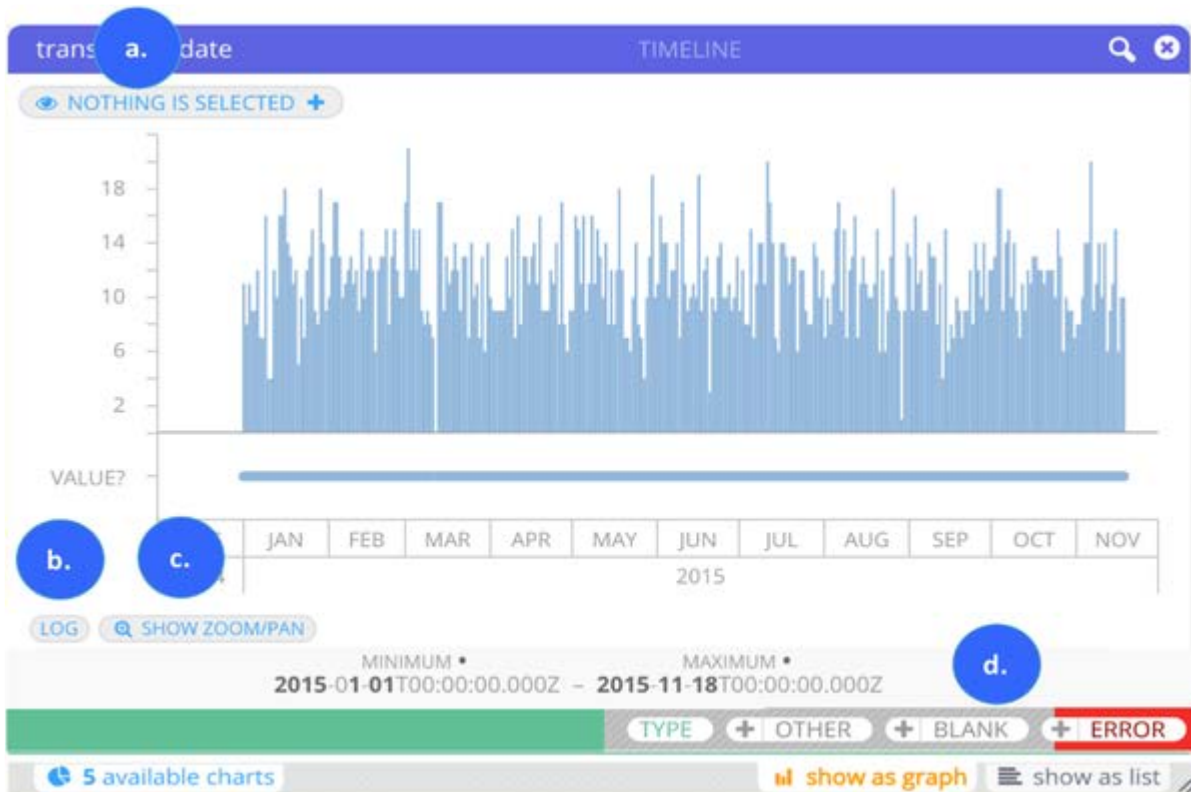 a.
date TIMELINE
NOTHING IS SELECTED +
18
14
10
6
2
VALUE?
b.
c.
JAN FEB MAR APR MAY JUN JUL AUG SEP OCT NOV
2015
LOG SHOW ZOOM/PAN
MINIMUM • MAXIMUM •
2015-01-01T00:00:00.000Z – 2015-11-18T00:00:00.000Z
d.
TYPE + OTHER + BLANK + ERROR
5 available charts show as graph show as list